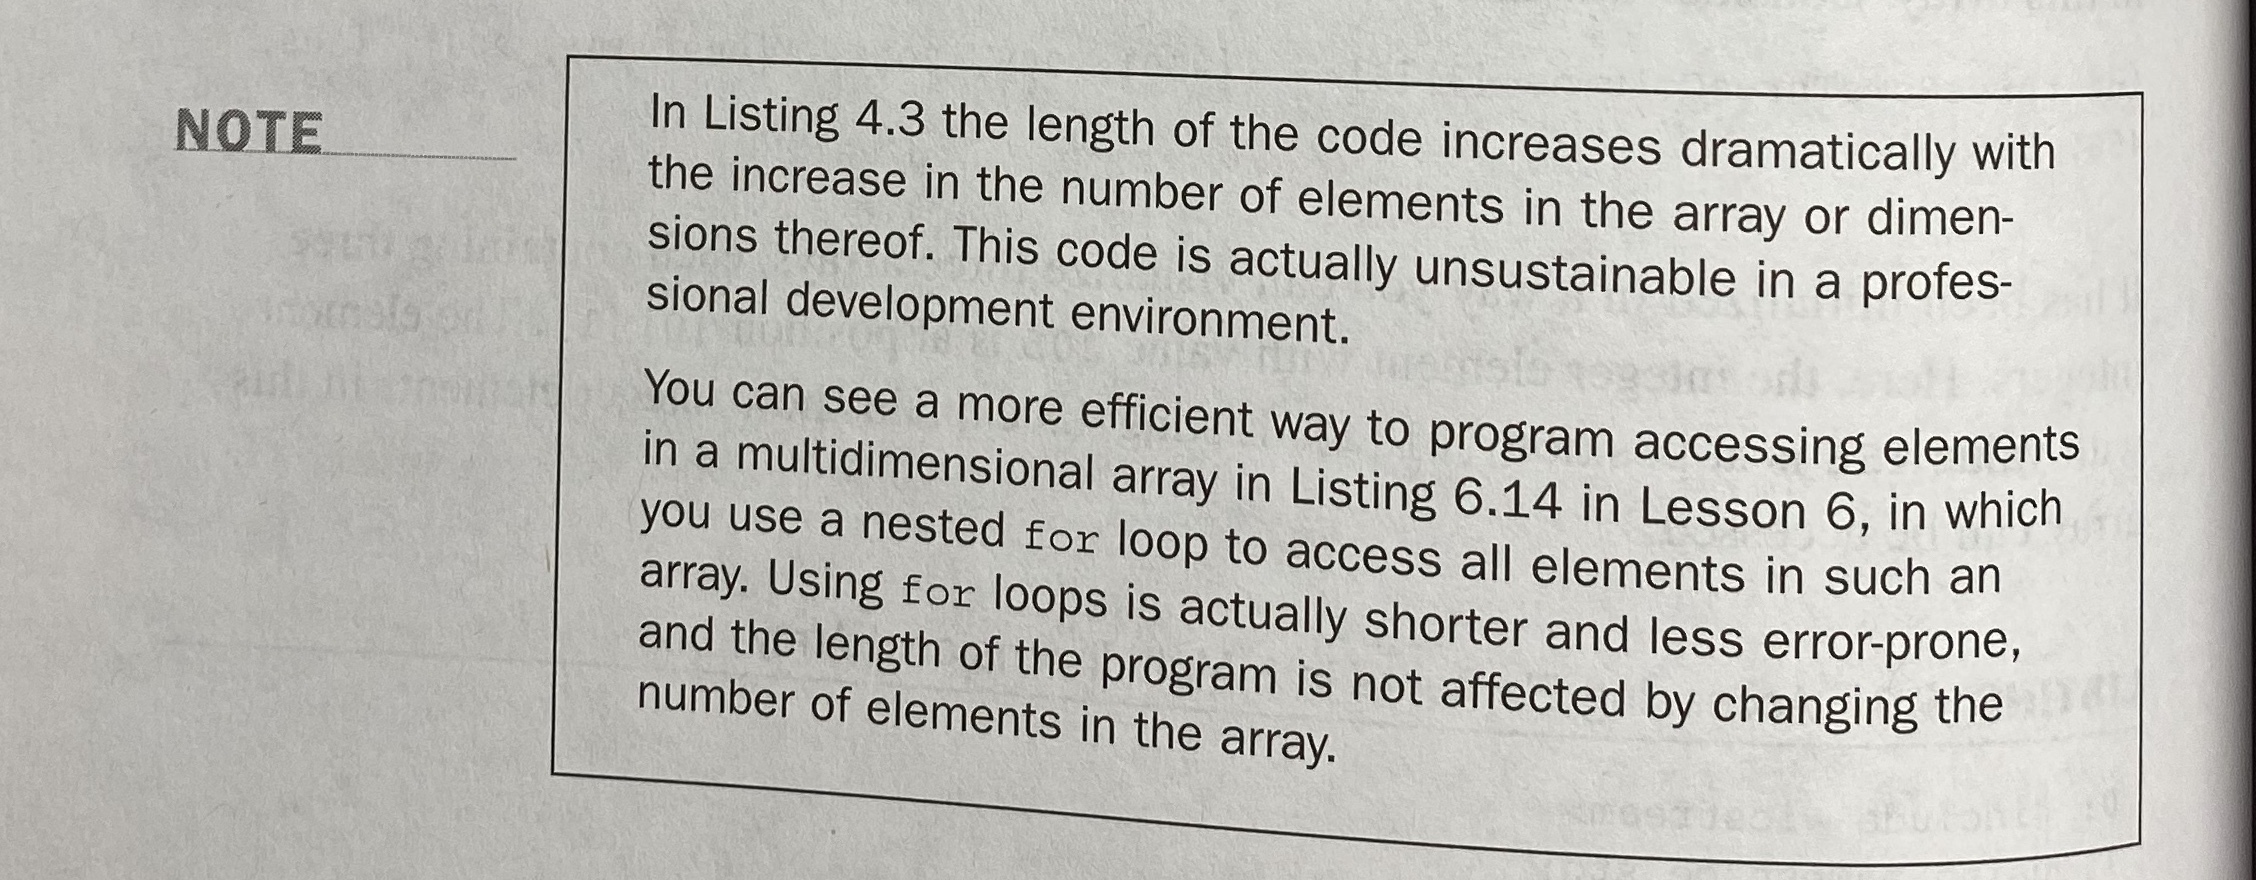 NOTE
In Listing 4.3 the length of the code increases dramatically with
the increase in the number of elements in the array or dimen-
sions thereof. This code is actually unsustainable in a profes-
sional development environment.
You can see a more efficient way to program accessing elements
in a multidimensional array in Listing 6.14 in Lesson 6, in which
you use a nested for loop to access all elements in such an
array. Using for loops is actually shorter and less error-prone,
and the length of the program is not affected by changing the
number of elements in the array.